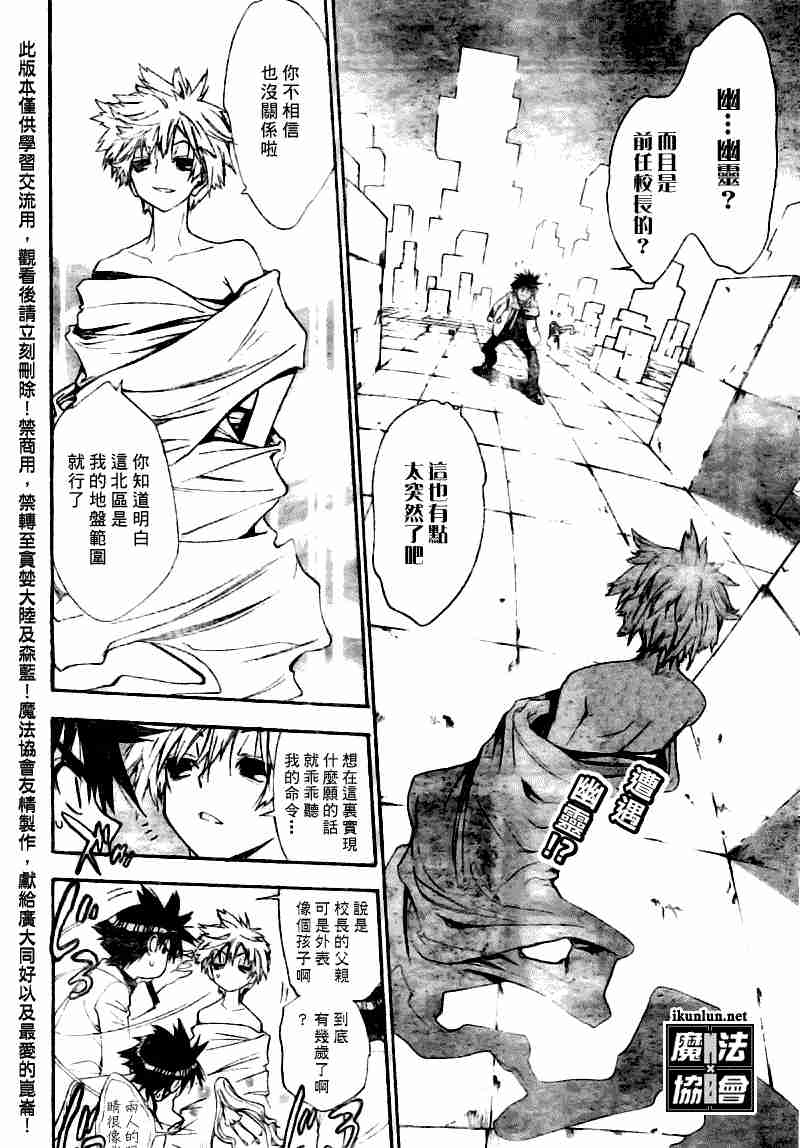 幽…幽靈？
而且是
前任校長的？
這也有點
太突然了吧
遭遇
幽靈!?
你不相信
也沒關係啦
你知道明白
這北區是
我的地盤範圍
就行了
想在這裏實現
什麼願的話
就乖乖聽
我的命令…
說是
校長的父親
可是外表
像個孩子啊
到底
有幾歲了啊
？
兩人的眼
睛很像
此版本僅供學習交流用，觀看後請立刻刪除！禁商用，禁轉至貪婪大陸及森藍！魔法協會友情製作，獻給廣大同好以及最愛的崑崙！
ikunlun.net
魔法
協會